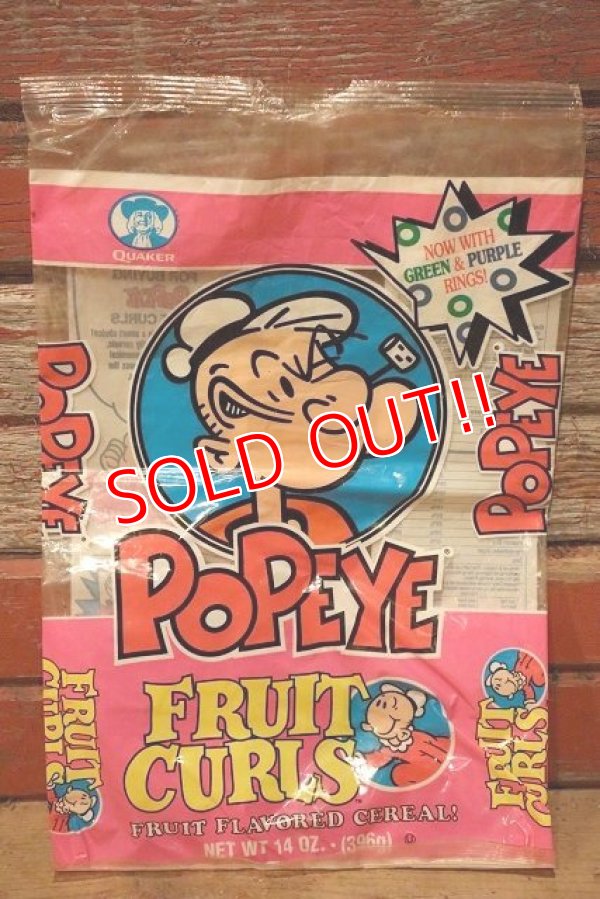 QUAKER
NOW WITH
GREEN & PURPLE
RINGS!
POPEYE
POPEYE
SOLD OUT!!
POPEYE
FRUIT
CURLS
FRUIT
CURLS
FRUIT
CURLS
FRUIT FLAVORED CEREAL!
NET WT 14 OZ. • (396g)